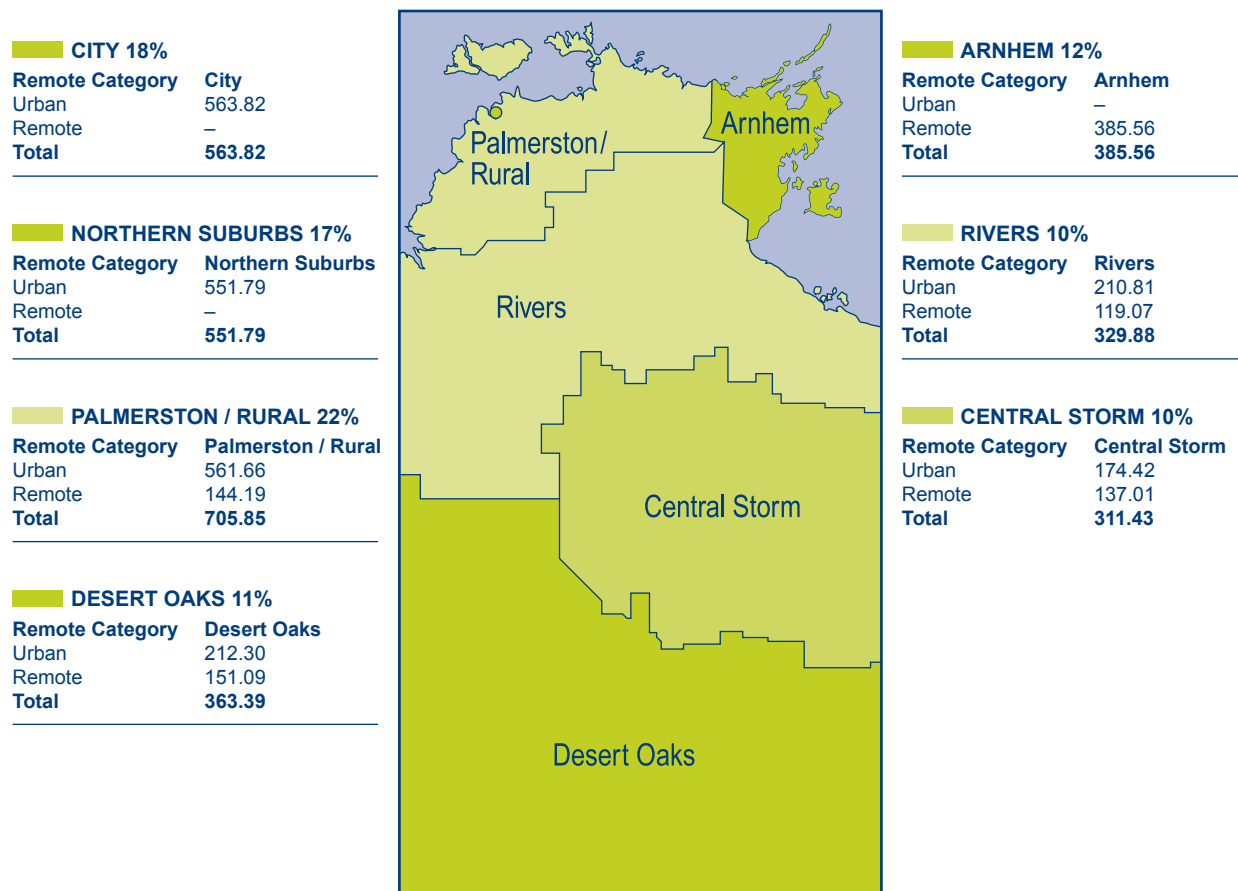 CITY 18%
Remote Category City
Urban 563.82
Remote –
Total 563.82
NORTHERN SUBURBS 17%
Remote Category Northern Suburbs
Urban 551.79
Remote –
Total 551.79
PALMERSTON / RURAL 22%
Remote Category Palmerston / Rural
Urban 561.66
Remote 144.19
Total 705.85
DESERT OAKS 11%
Remote Category Desert Oaks
Urban 212.30
Remote 151.09
Total 363.39
Palmerston/
Rural
Arnhem
Rivers
Central Storm
Desert Oaks
ARNHEM 12%
Remote Category Arnhem
Urban –
Remote 385.56
Total 385.56
RIVERS 10%
Remote Category Rivers
Urban 210.81
Remote 119.07
Total 329.88
CENTRAL STORM 10%
Remote Category Central Storm
Urban 174.42
Remote 137.01
Total 311.43